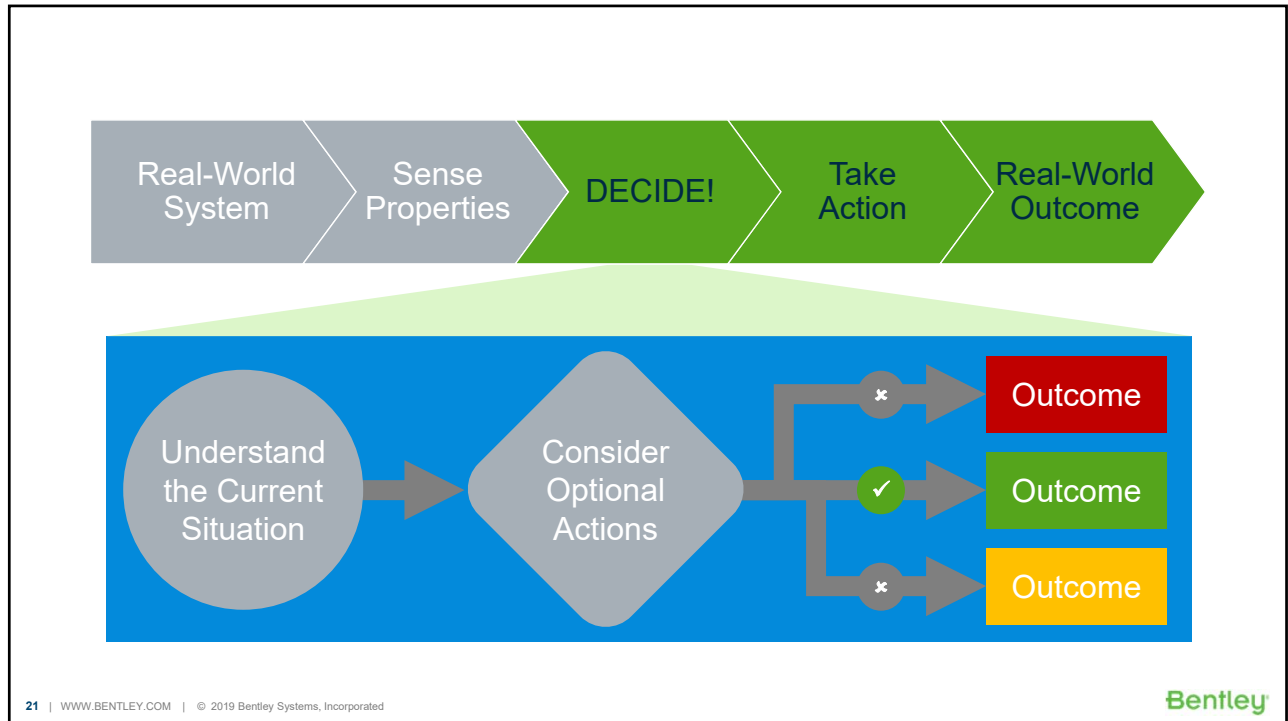 Real-World
System
Sense
Properties
DECIDE!
Take
Action
Real-World
Outcome
Understand
the Current
Situation
Consider
Optional
Actions
Outcome
Outcome
Outcome
21 | WWW.BENTLEY.COM | © 2019 Bentley Systems, Incorporated
Bentley